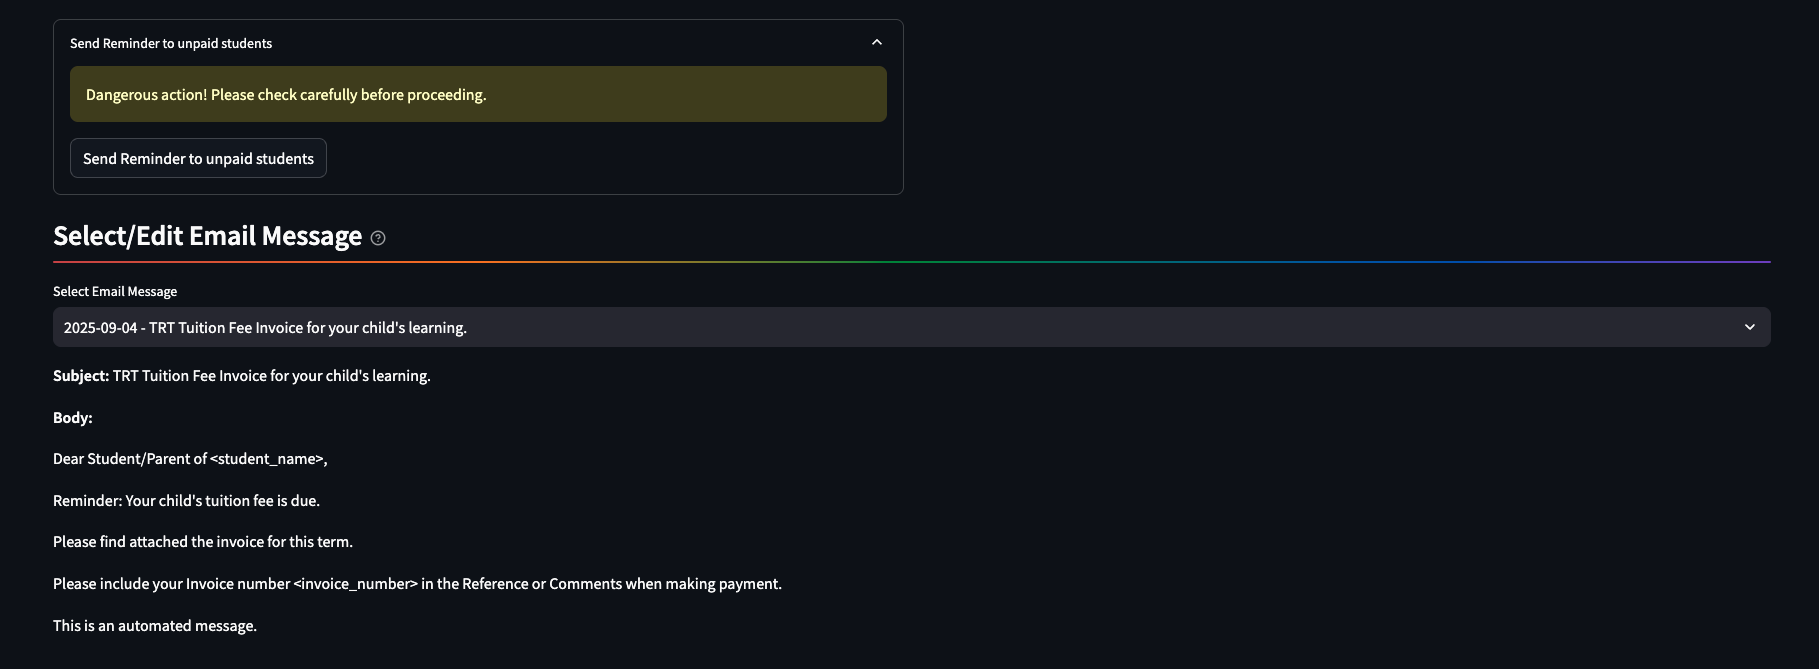 Send Reminder to unpaid students
Dangerous action! Please check carefully before proceeding.
Send Reminder to unpaid students
Select/Edit Email Message
Select Email Message
2025-09-04 - TRT Tuition Fee Invoice for your child's learning.
Subject: TRT Tuition Fee Invoice for your child's learning.
Body:
Dear Student/Parent of <student_name>,
Reminder: Your child's tuition fee is due.
Please find attached the invoice for this term.
Please include your Invoice number <invoice_number> in the Reference or Comments when making payment.
This is an automated message.